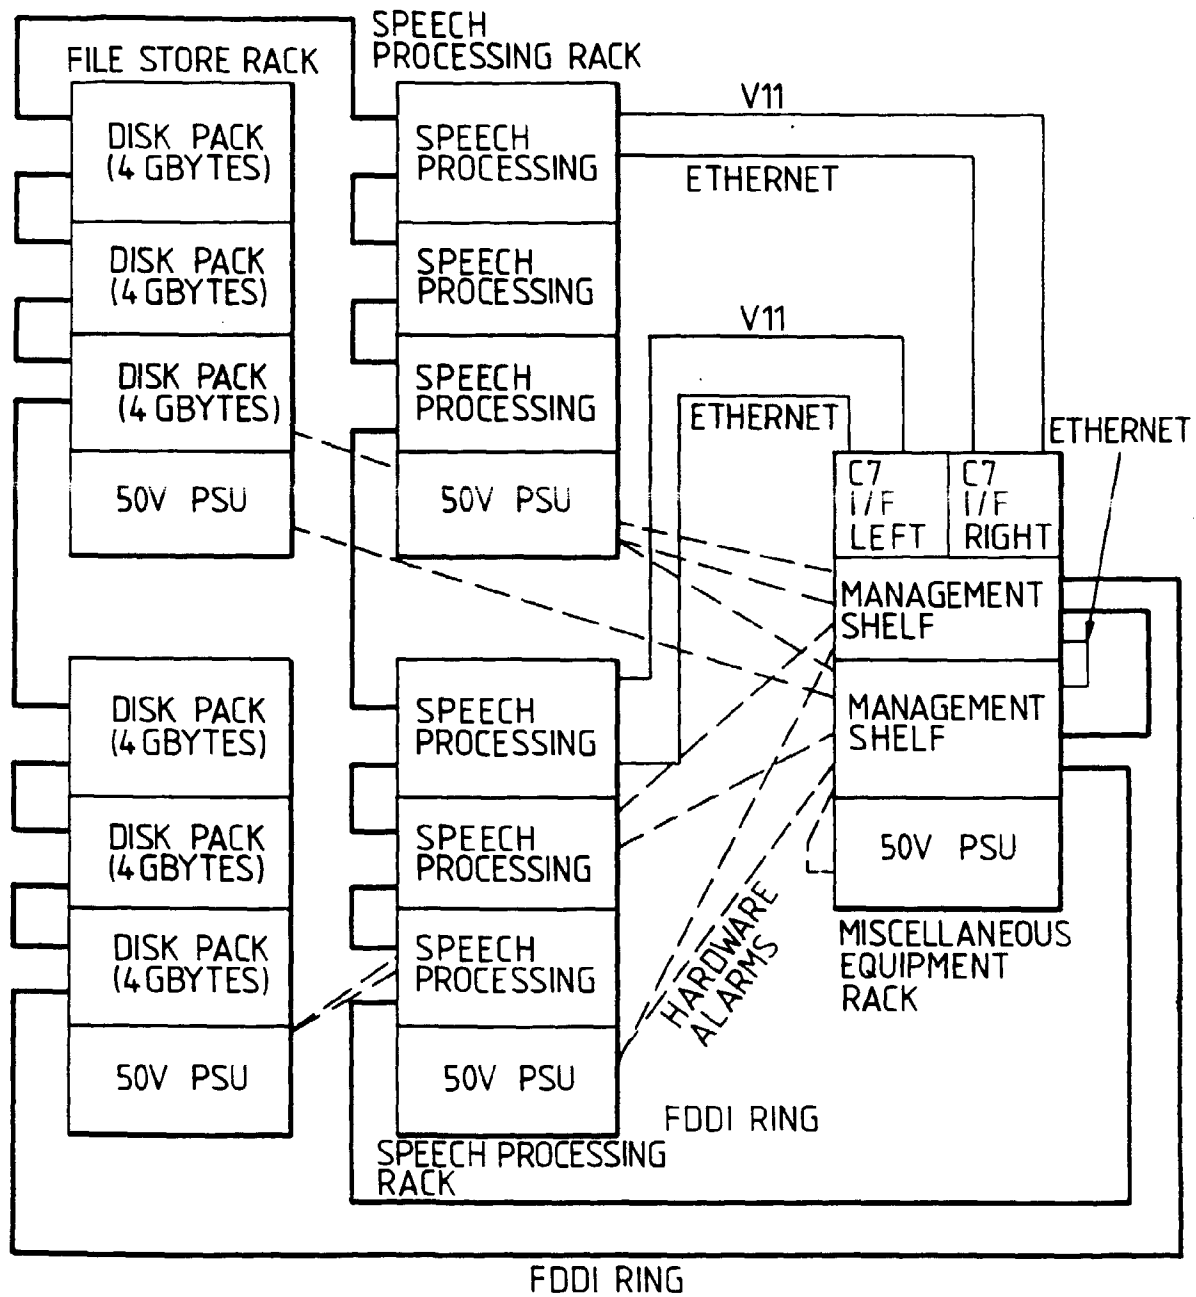 SPEECH
PROCESSING RACK
FILE STORE RACK
DISK PACK
(4 GBYTES)
DISK PACK
(4 GBYTES)
DISK PACK
(4 GBYTES)
50V PSU
SPEECH
PROCESSING
SPEECH
PROCESSING
SPEECH
PROCESSING
50V PSU
V11
ETHERNET
V11
ETHERNET
ETHERNET
C7
I/F
LEFT
C7
I/F
RIGHT
MANAGEMENT
SHELF
MANAGEMENT
SHELF
50V PSU
MISCELLANEOUS
EQUIPMENT
RACK
DISK PACK
(4 GBYTES)
DISK PACK
(4 GBYTES)
DISK PACK
(4 GBYTES)
50V PSU
SPEECH
PROCESSING
SPEECH
PROCESSING
SPEECH
PROCESSING
50V PSU
HARDWARE
ALARMS
FDDI RING
SPEECH PROCESSING
RACK
FDDI RING